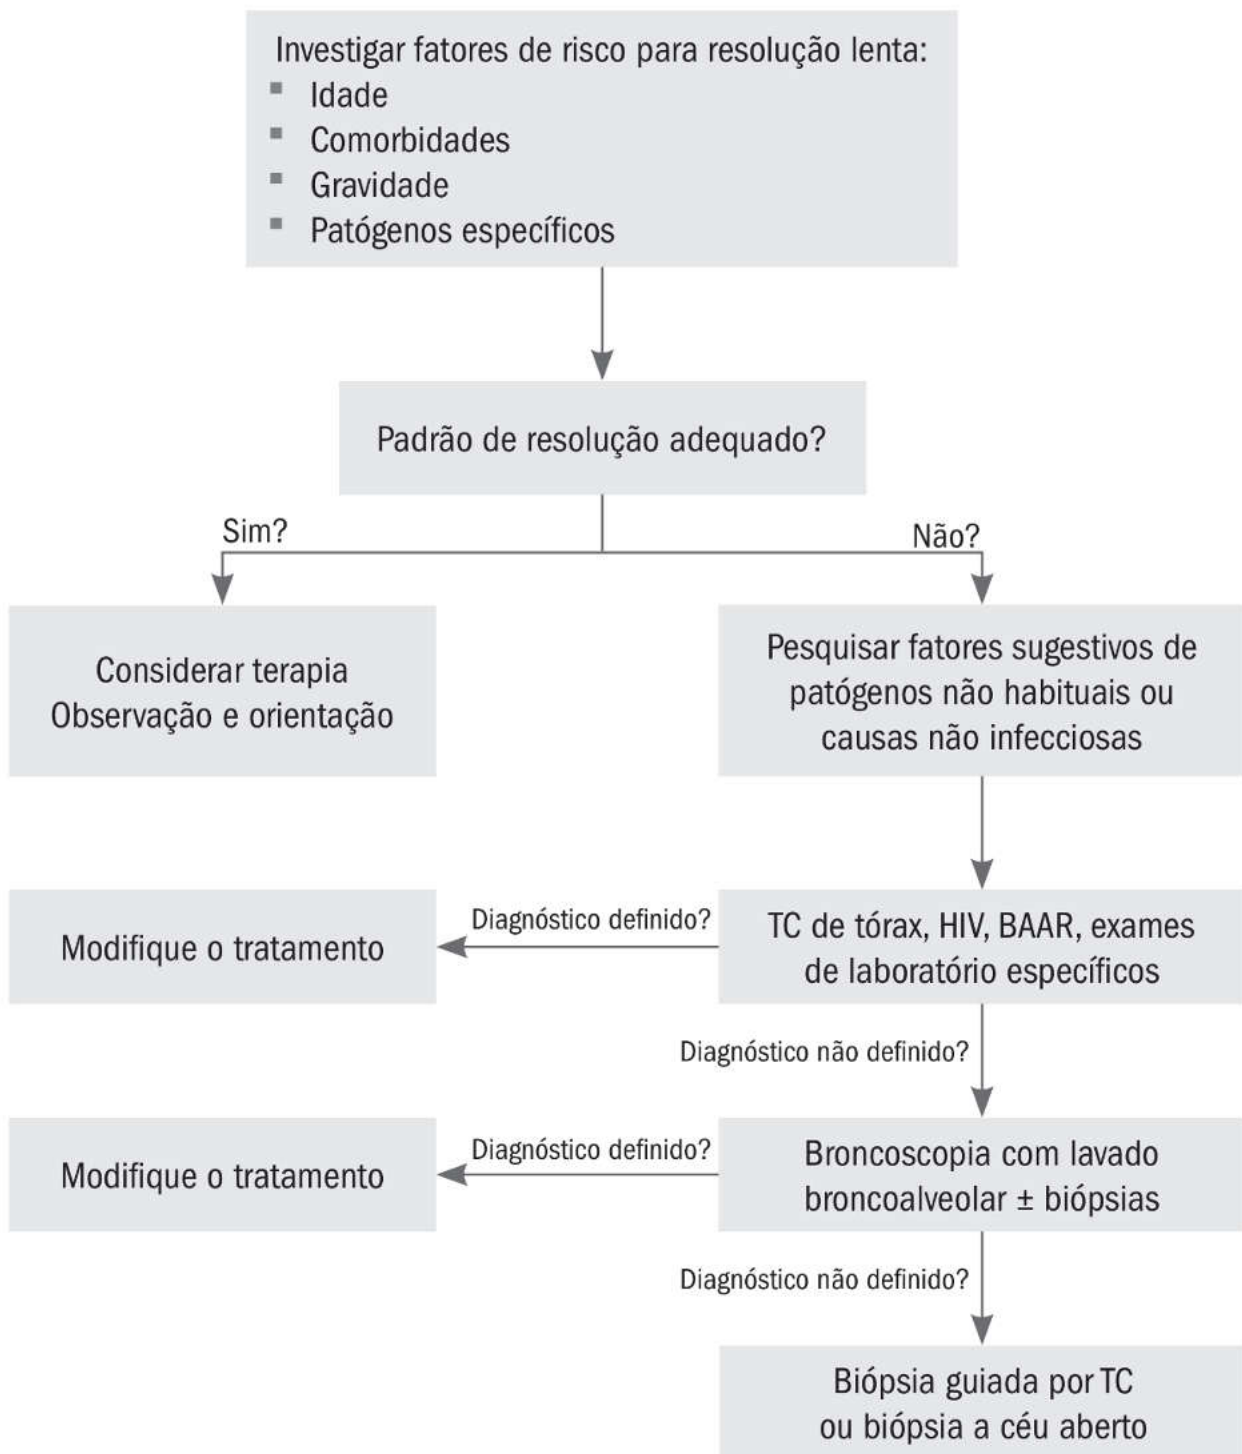 Investigar fatores de risco para resolução lenta:
▪ Idade
▪ Comorbidades
▪ Gravidade
▪ Patógenos específicos
Padrão de resolução adequado?
Sim?
Não?
Considerar terapia
Observação e orientação
Pesquisar fatores sugestivos de
patógenos não habituais ou
causas não infecciosas
Modifique o tratamento
Diagnóstico definido?
TC de tórax, HIV, BAAR, exames
de laboratório específicos
Diagnóstico não definido?
Modifique o tratamento
Diagnóstico definido?
Broncoscopia com lavado
broncoalveolar ± biópsias
Diagnóstico não definido?
Biópsia guiada por TC
ou biópsia a céu aberto